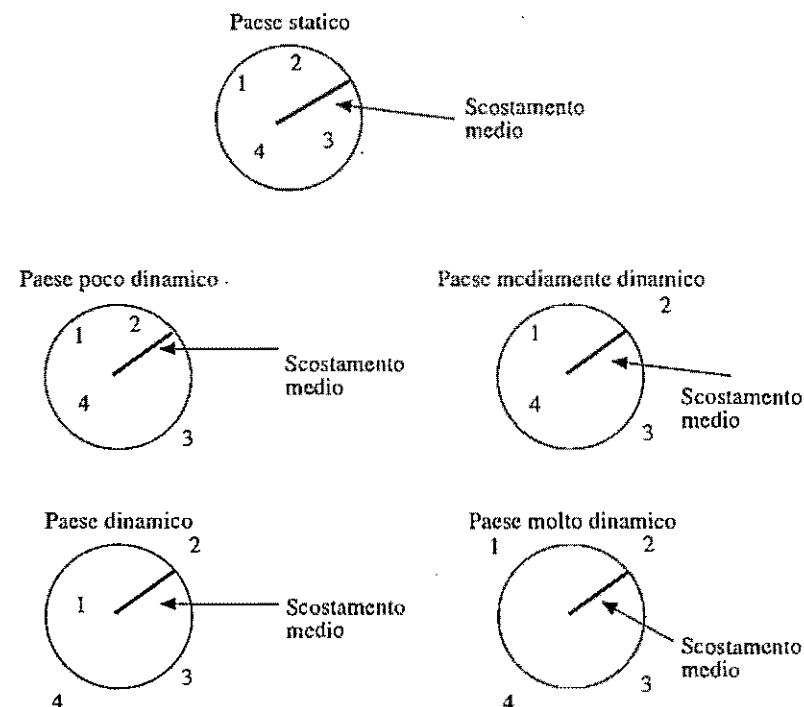 Paese statico
2
1
Scostamento
medio
4
3
Paese poco dinamico
Paese mediamente dinamico
2
1
2
1
Scostamento
medio
Scostamento
medio
4
4
3
3
Paese dinamico
Paese molto dinamico
2
1
2
1
Scostamento
medio
Scostamento
medio
3
3
4
4